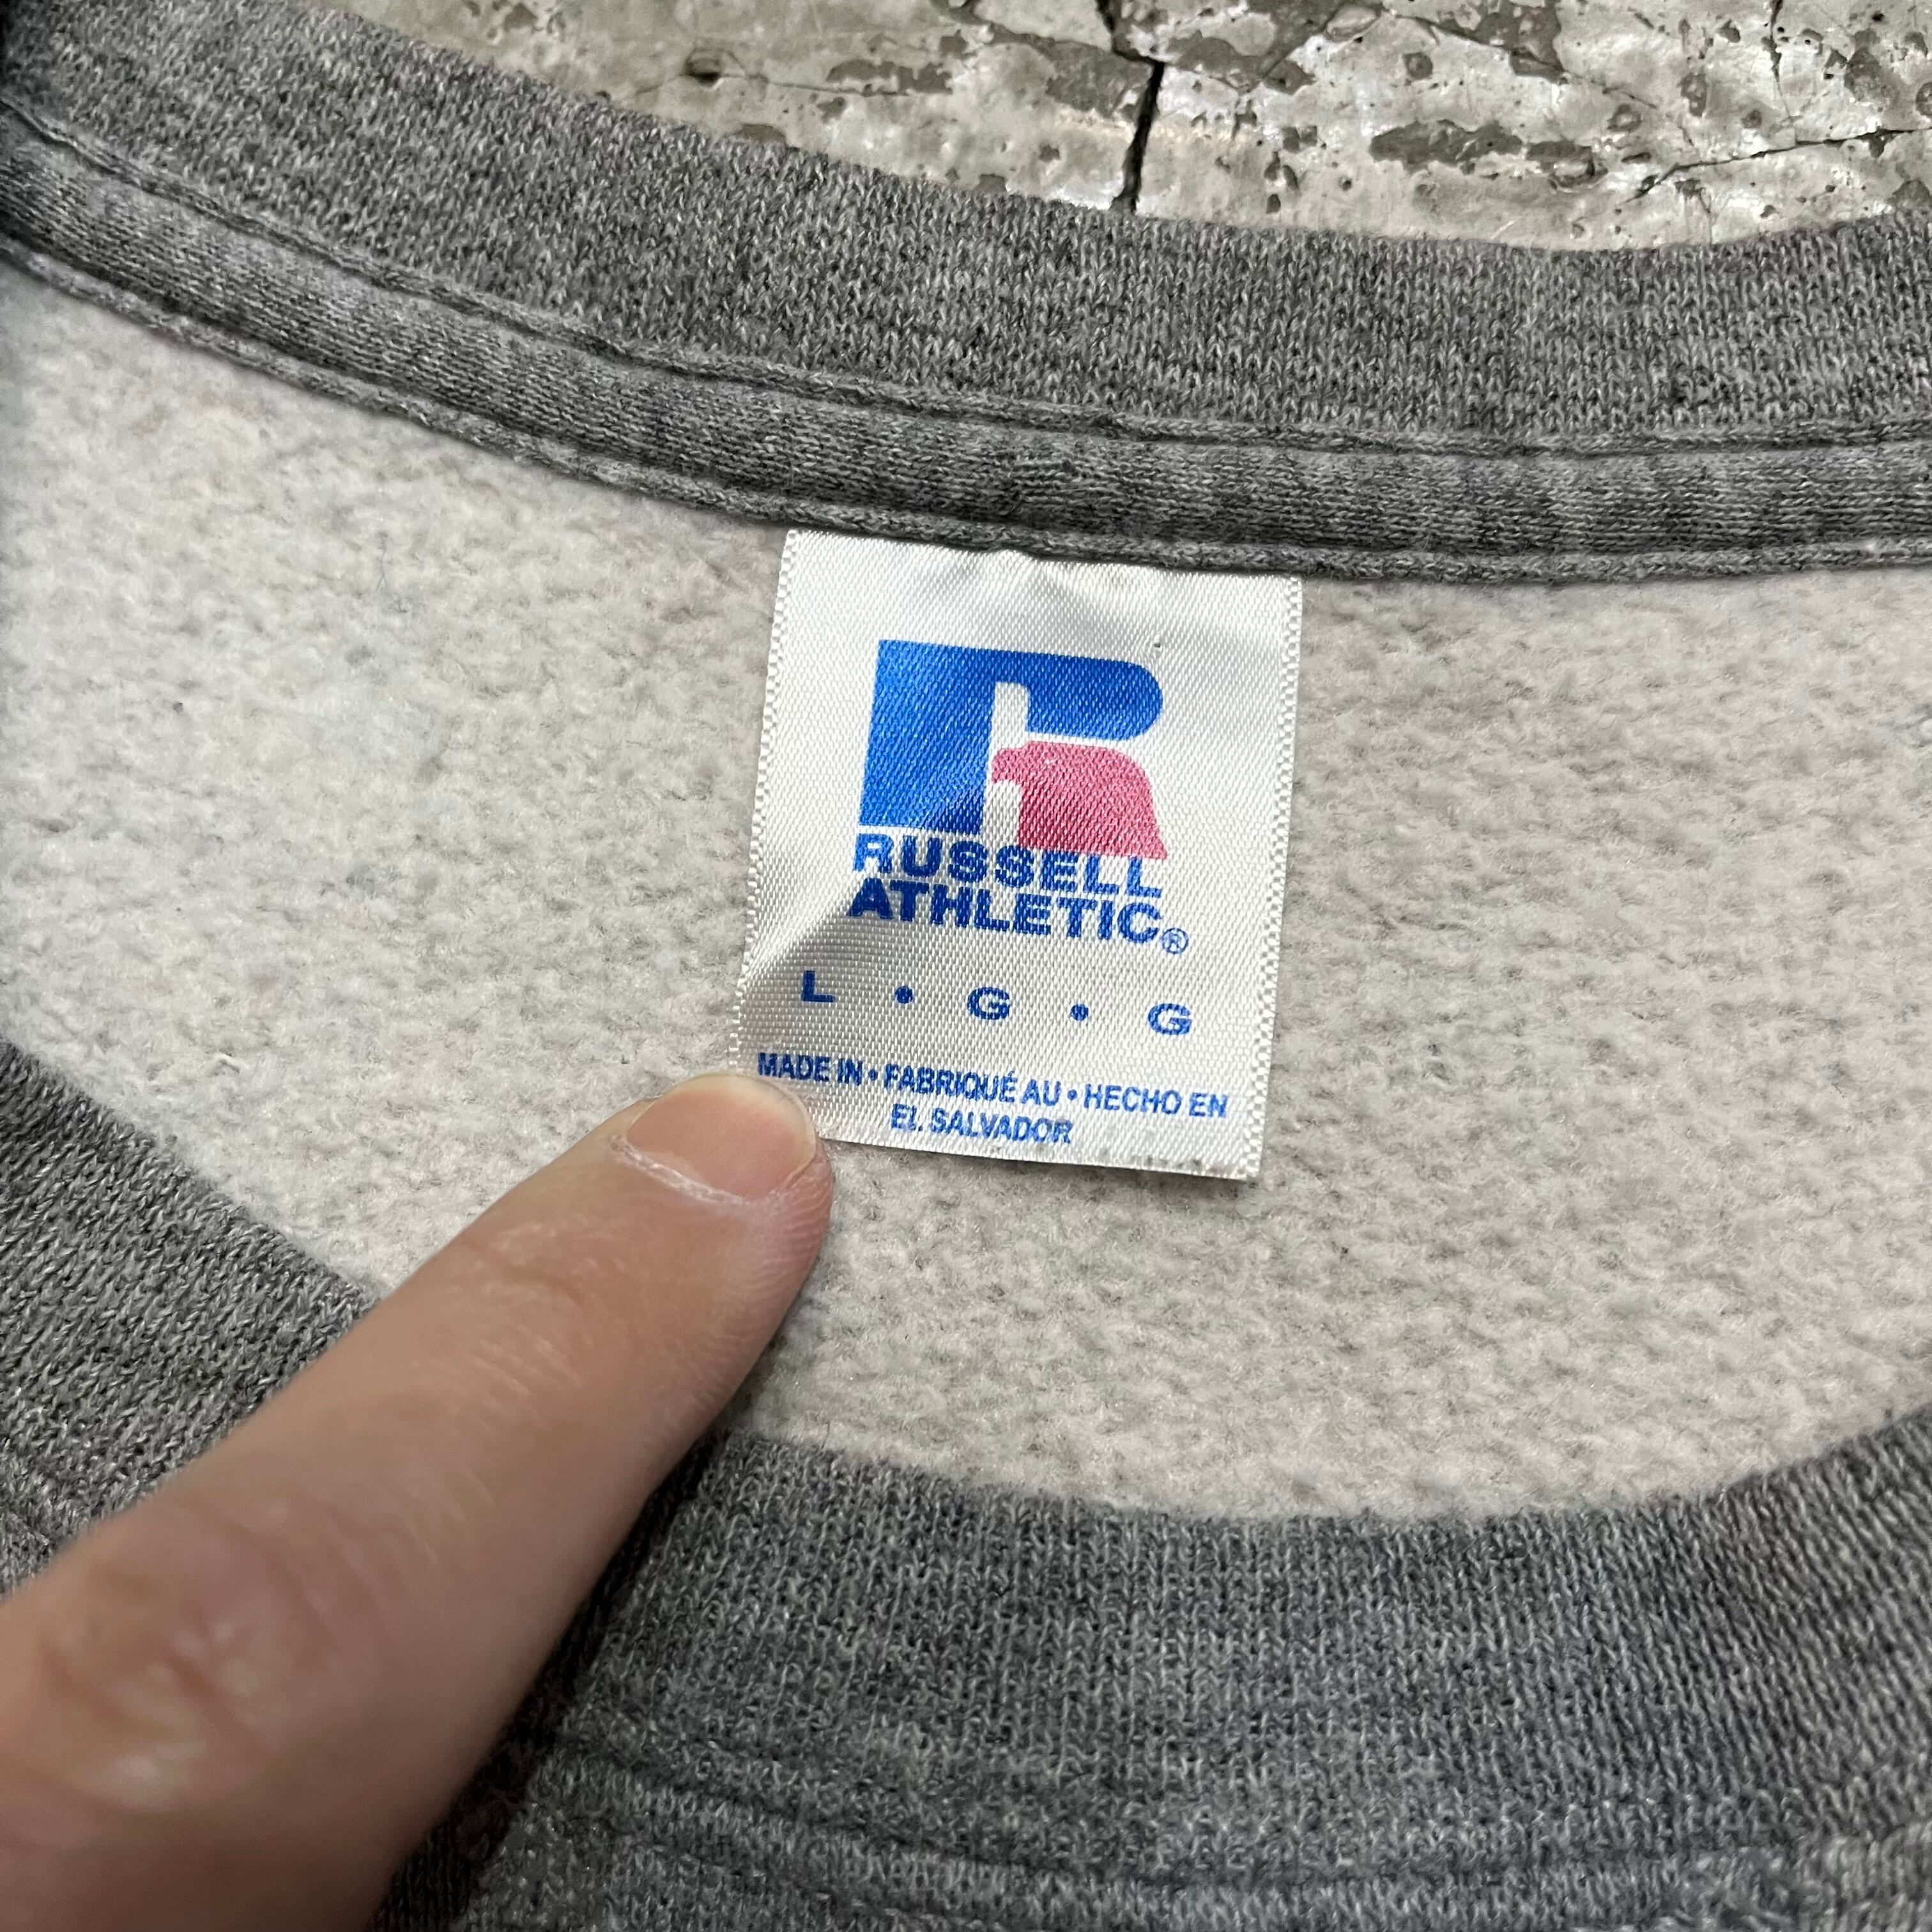 R
RUSSELL
ATHLETIC®
L • G • G
MADE IN • FABRIQUÉ AU • HECHO EN
EL SALVADOR